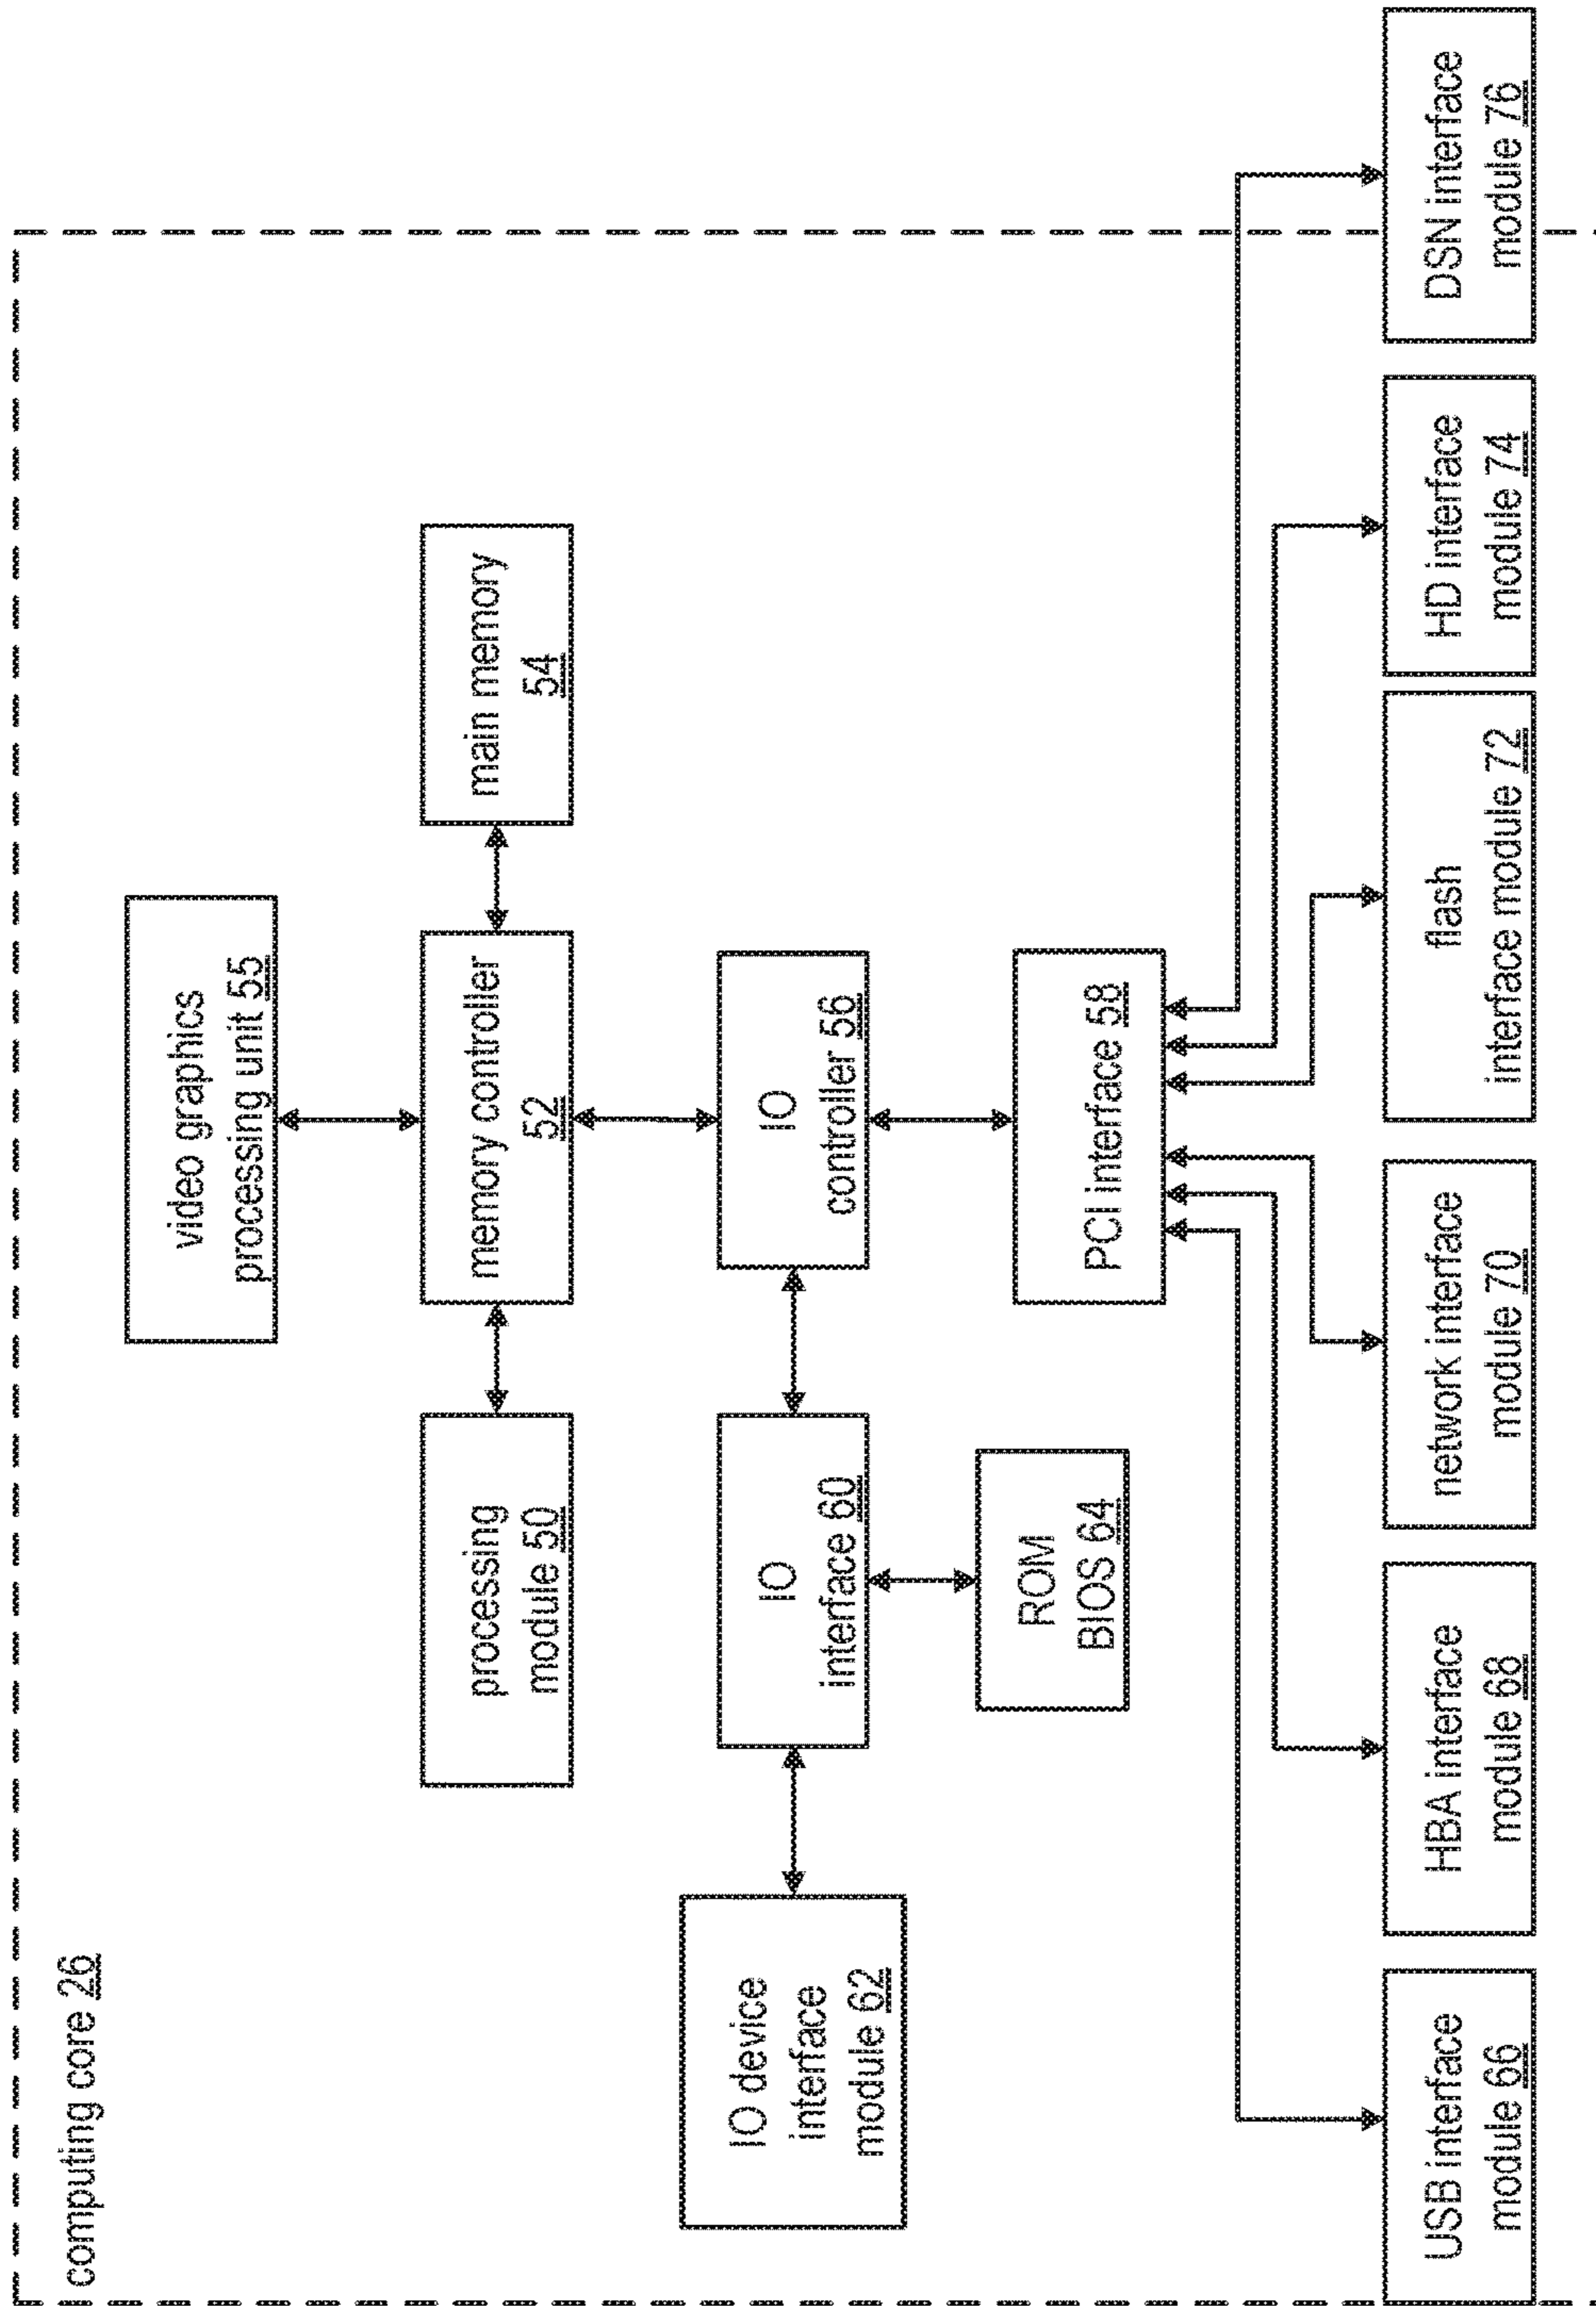 computing core 26
video graphics
processing unit 55
processing
module 50
memory controller
52
main memory
54
IO device
interface
module 62
IO
interface 60
IO
controller 56
ROM
BIOS 64
PCI interface 58
USB interface
module 66
HBA interface
module 68
network interface
module 70
flash
interface module 72
HD interface
module 74
DSN interface
module 76